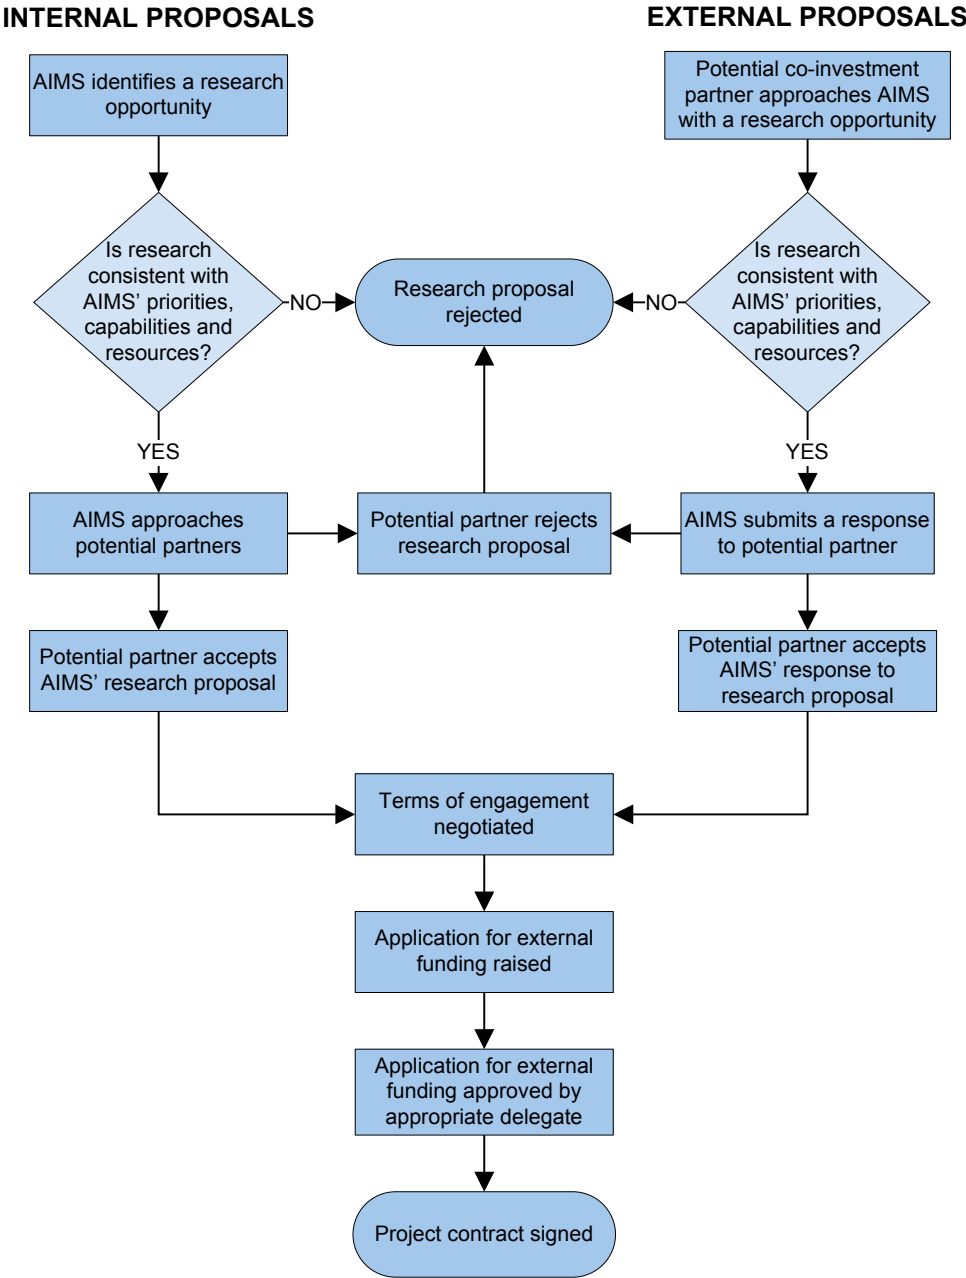 INTERNAL PROPOSALS
EXTERNAL PROPOSALS
AIMS identifies a research
opportunity
Potential co-investment
partner approaches AIMS
with a research opportunity
Is research
consistent with
AIMS’ priorities,
capabilities and
resources?
NO
Research proposal
rejected
NO
Is research
consistent with
AIMS’ priorities,
capabilities and
resources?
YES
YES
AIMS approaches
potential partners
Potential partner rejects
research proposal
AIMS submits a response
to potential partner
Potential partner accepts
AIMS’ research proposal
Potential partner accepts
AIMS’ response to
research proposal
Terms of engagement
negotiated
Application for external
funding raised
Application for external
funding approved by
appropriate delegate
Project contract signed